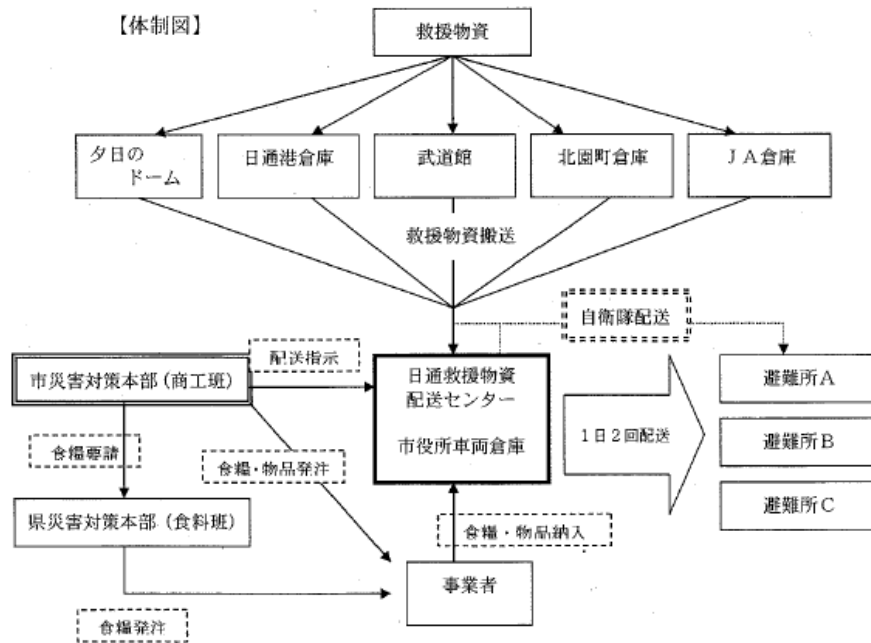 【体制図】
救援物資
夕日の
ドーム
日通港倉庫
武道館
北園町倉庫
JA倉庫
救援物資搬送
自衛隊配送
配送指示
市災害対策本部(商工班)
日通救援物資
配送センター
市役所車両倉庫
1日2回配送
避難所A
避難所B
避難所C
食糧要請
食糧・物品発注
県災害対策本部(食料班)
食糧・物品納入
事業者
食糧発注